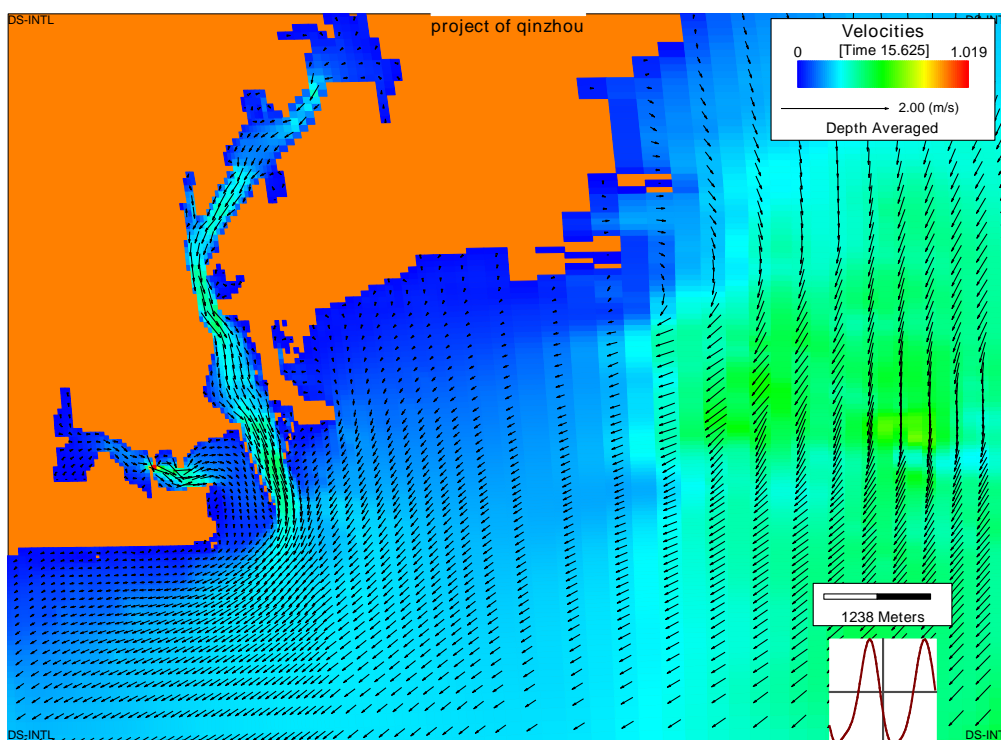 DS-INTL
project of qinzhou
DS-INTL
Velocities
0 [Time 15.625] 1.019
2.00 (m/s)
Depth Averaged
1238 Meters
DS-INTL
DS-INT